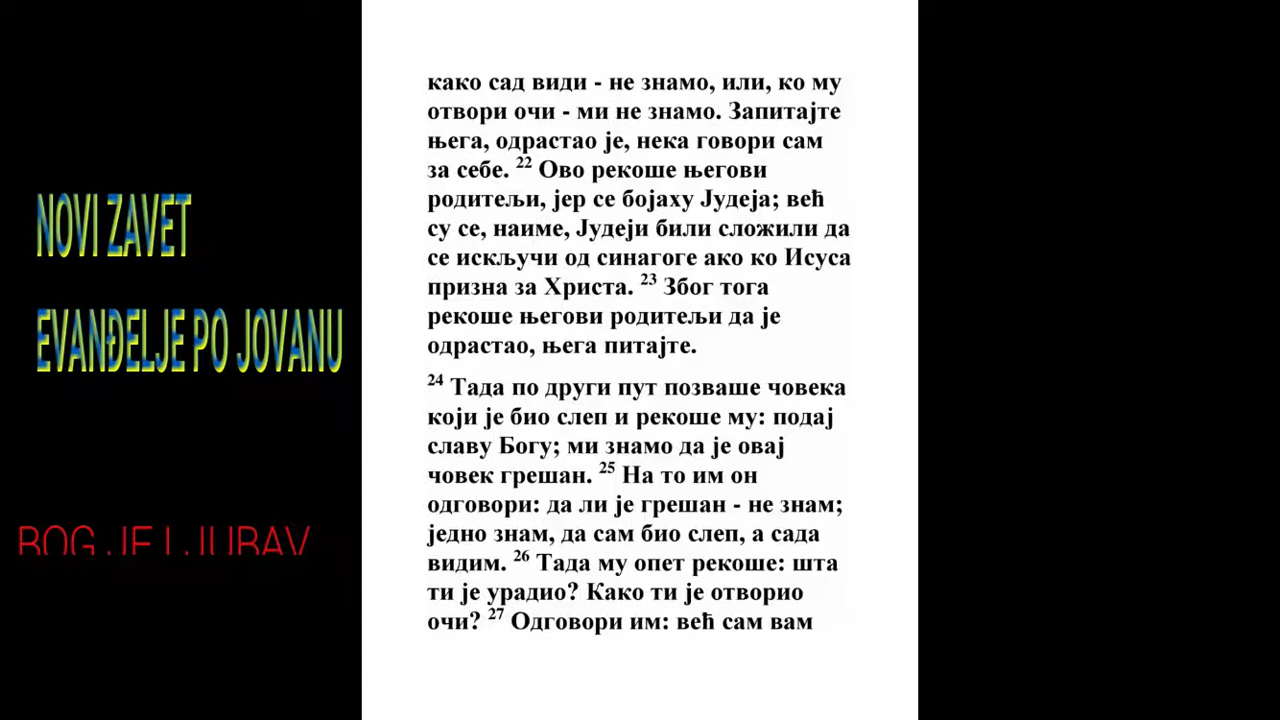 NOVI ZAVET
EVANĐELJE PO JOVANU
BOG JE LJUBAV
како сад види - не знамо, или, ко му
отвори очи - ми не знамо. Запитајте
њега, одрастао је, нека говори сам
за себе. 22 Ово рекоше његови
родитељи, јер се бојаху Јудеја; већ
су се, наиме, Јудеји били сложили да
се искључи од синагоге ако ко Исуса
призна за Христа. 23 Због тога
рекоше његови родитељи да је
одрастао, њега питајте.
24 Тада по други пут позваше човека
који је био слеп и рекоше му: подај
славу Богу; ми знамо да је овај
човек грешан. 25 На то им он
одговори: да ли је грешан - не знам;
једно знам, да сам био слеп, а сада
видим. 26 Тада му опет рекоше: шта
ти је урадио? Како ти је отворио
очи? 27 Одговори им: већ сам вам